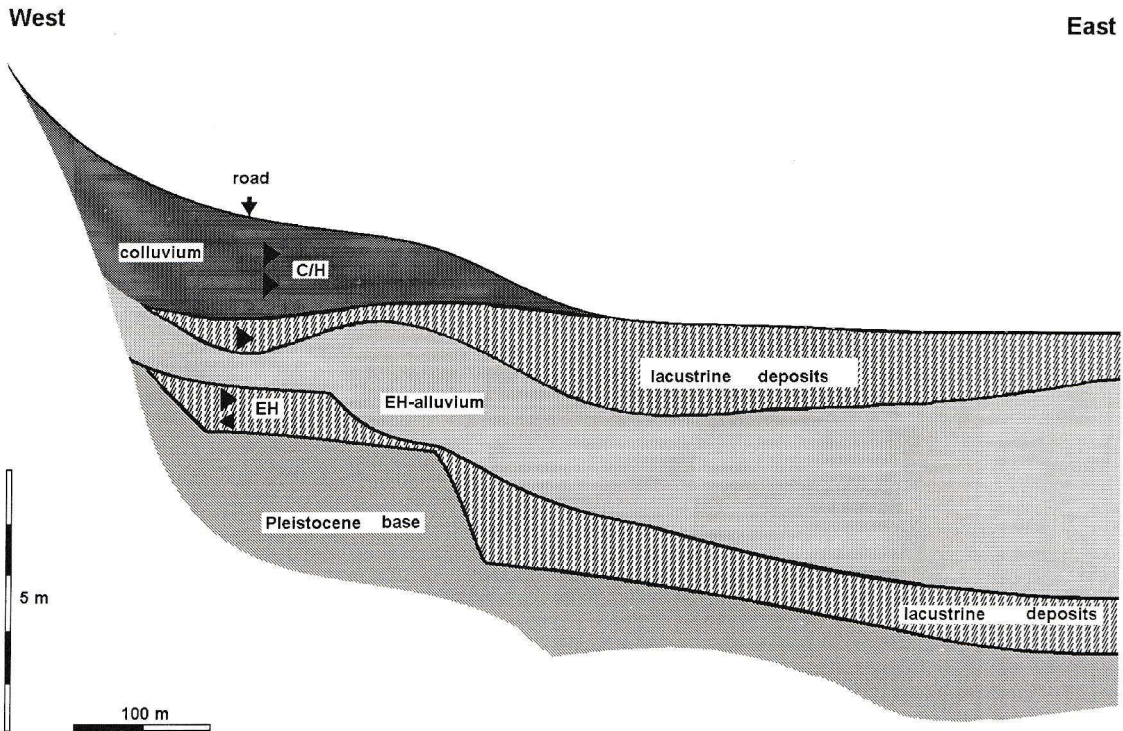 West
East
road
colluvium
C/H
lacustrine deposits
EH
EH-alluvium
Pleistocene base
5 m
lacustrine deposits
100 m